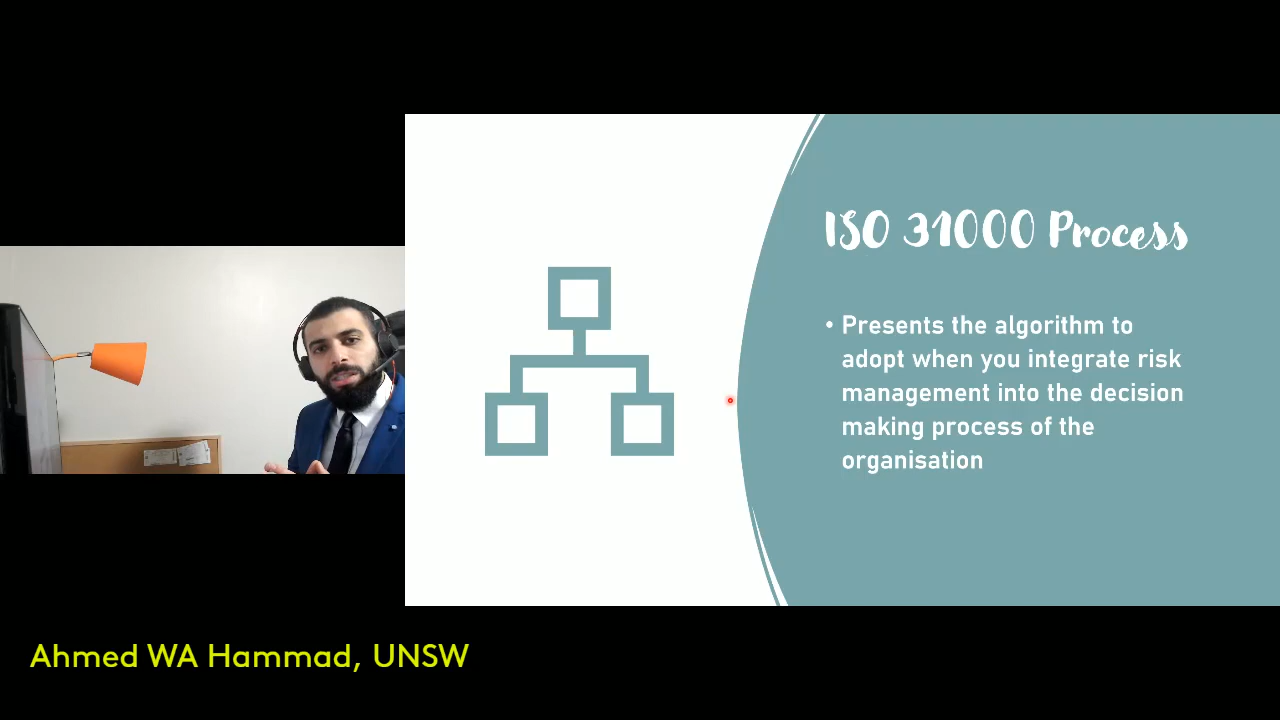 ISO 31000 Process
• Presents the algorithm to
adopt when you integrate risk
management into the decision
making process of the
organisation
Ahmed WA Hammad, UNSW